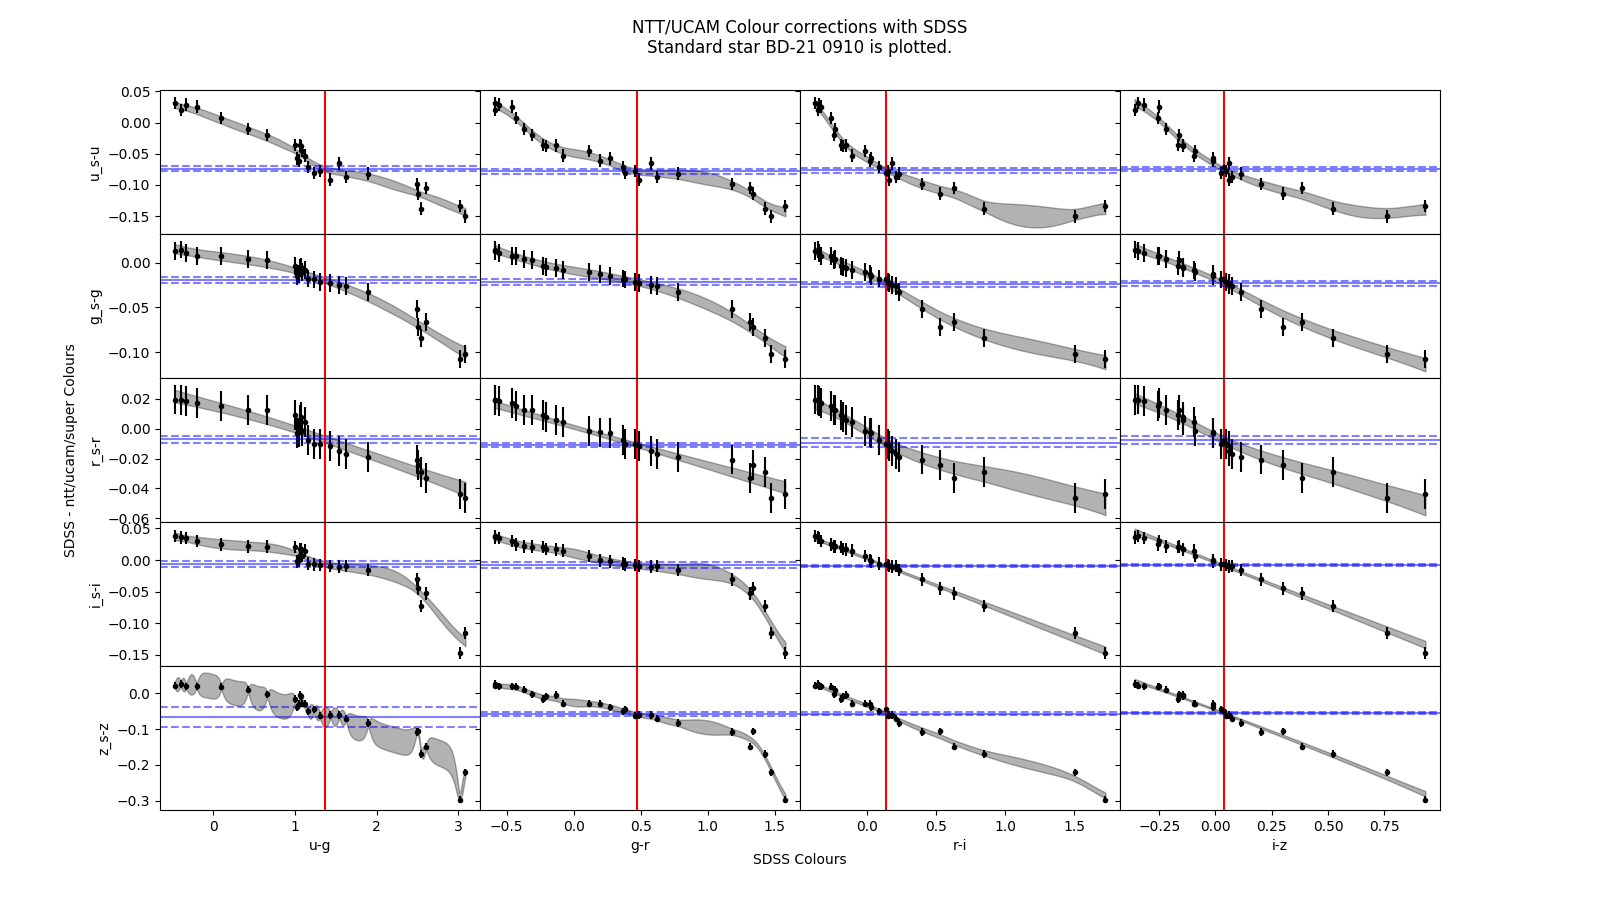 NTT/UCAM Colour corrections with SDSS
Standard star BD-21 0910 is plotted.
SDSS - ntt/ucam/super Colours
u_s-u
0.05
0.00
−0.05
−0.10
−0.15
g_s-g
0.00
−0.05
−0.10
r_s-r
0.02
0.00
−0.02
−0.04
−0.06
i_s-i
0.05
0.00
−0.05
−0.10
−0.15
z_s-z
0.0
−0.1
−0.2
−0.3
0 1 2 3
−0.5 0.0 0.5 1.0 1.5
0.0 0.5 1.0 1.5
−0.25 0.00 0.25 0.50 0.75
u-g g-r r-i i-z
SDSS Colours